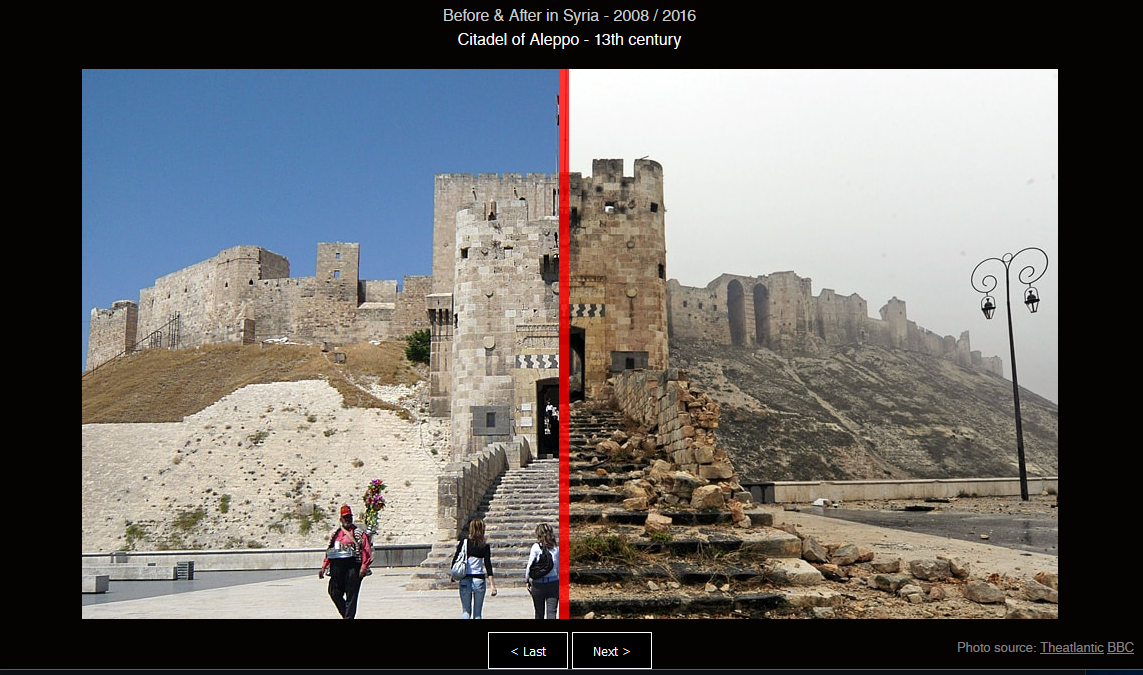 Before & After in Syria - 2008 / 2016
Citadel of Aleppo - 13th century
< Last
Next >
Photo source: Theatlantic BBC